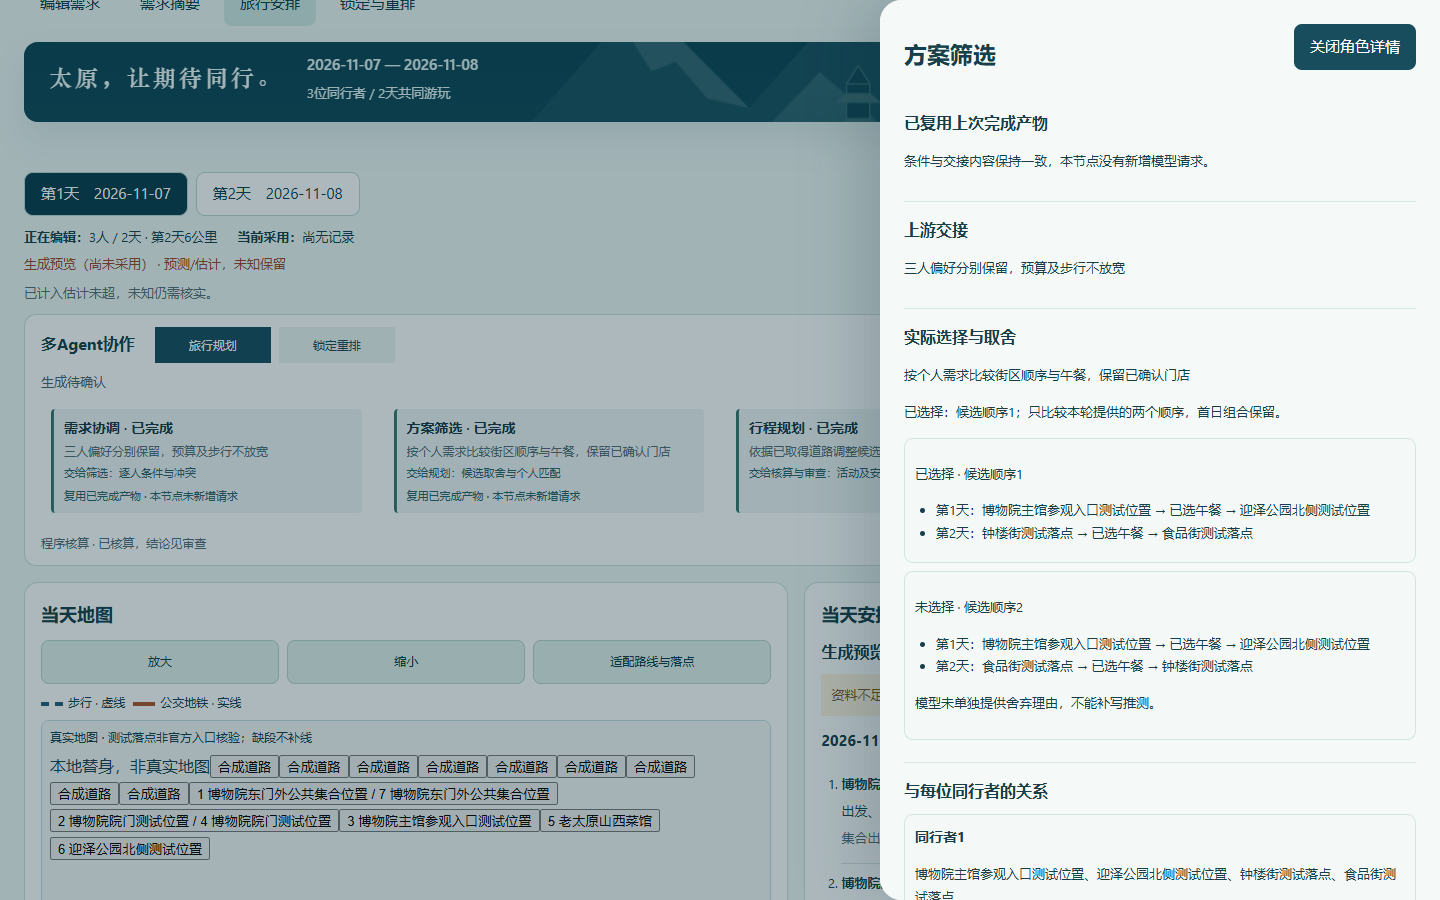 编辑需求 需求摘要 旅行安排 锁定与重排
太原，让期待同行。
2026-11-07 — 2026-11-08
3位同行者 / 2天共同游玩
第1天 2026-11-07
第2天 2026-11-08
正在编辑：3人 / 2天 · 第2天6公里 当前采用：尚无记录
生成预览（尚未采用） · 预测/估计，未知保留
已计入估计未超，未知仍需核实。
多Agent协作 旅行规划 锁定重排
生成待确认
需求协调 · 已完成
三人偏好分别保留，预算及步行不放宽
交给筛选：逐人条件与冲突
复用已完成产物 · 本节点未新增请求
方案筛选 · 已完成
按个人需求比较街区顺序与午餐，保留已确认门店
交给规划：候选取舍与个人匹配
复用已完成产物 · 本节点未新增请求
行程规划 · 已完成
依据已取得道路调整候选
交给核算与审查：活动及安
程序核算 · 已核算，结论见审查
当天地图
放大 缩小 适配路线与落点
步行 · 虚线 公交地铁 · 实线
真实地图 · 测试落点非官方入口核验；缺段不补线
本地替身，非真实地图 合成道路 合成道路 合成道路 合成道路 合成道路 合成道路 合成道路
合成道路 合成道路 1 博物院东门外公共集合位置 / 7 博物院东门外公共集合位置
2 博物院院门测试位置 / 4 博物院院门测试位置 3 博物院主馆参观入口测试位置 5 老太原山西菜馆
6 迎泽公园北侧测试位置
当天安
生成预览
资料不足
2026-11
1. 博物院
出发、
集合出
2. 博物院
方案筛选
关闭角色详情
已复用上次完成产物
条件与交接内容保持一致，本节点没有新增模型请求。
上游交接
三人偏好分别保留，预算及步行不放宽
实际选择与取舍
按个人需求比较街区顺序与午餐，保留已确认门店
已选择：候选顺序1；只比较本轮提供的两个顺序，首日组合保留。
已选择 · 候选顺序1
第1天：博物院主馆参观入口测试位置 → 已选午餐 → 迎泽公园北侧测试位置
第2天：钟楼街测试落点 → 已选午餐 → 食品街测试落点
未选择 · 候选顺序2
第1天：博物院主馆参观入口测试位置 → 已选午餐 → 迎泽公园北侧测试位置
第2天：食品街测试落点 → 已选午餐 → 钟楼街测试落点
模型未单独提供舍弃理由，不能补写推测。
与每位同行者的关系
同行者1
博物院主馆参观入口测试位置、迎泽公园北侧测试位置、钟楼街测试落点、食品街测
试落点